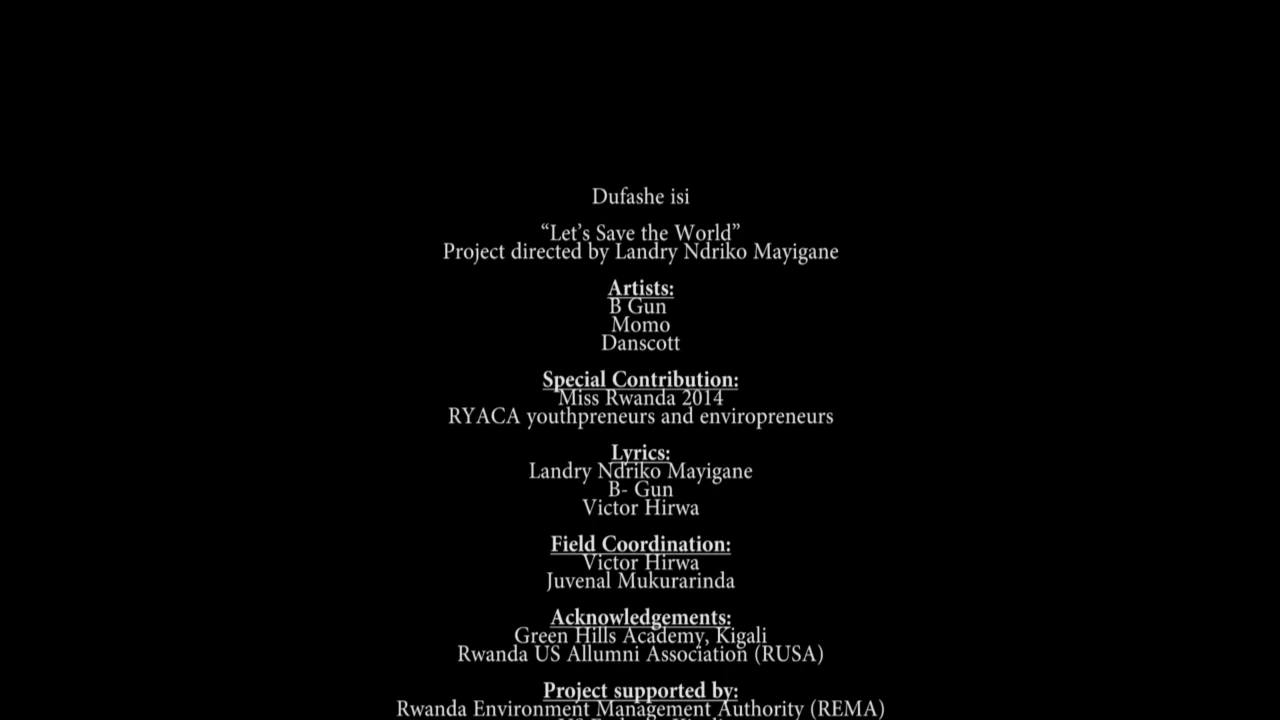 Dufashe isi
“Let’s Save the World”
Project directed by Landry Ndriko Mayigane
Artists:
B Gun
Momo
Danscott
Special Contribution:
Miss Rwanda 2014
RYACA youthpreneurs and enviropreneurs
Lyrics:
Landry Ndriko Mayigane
B- Gun
Victor Hirwa
Field Coordination:
Victor Hirwa
Juvenal Mukurarinda
Acknowledgements:
Green Hills Academy, Kigali
Rwanda US Allumni Association (RUSA)
Project supported by:
Rwanda Environment Management Authority (REMA)